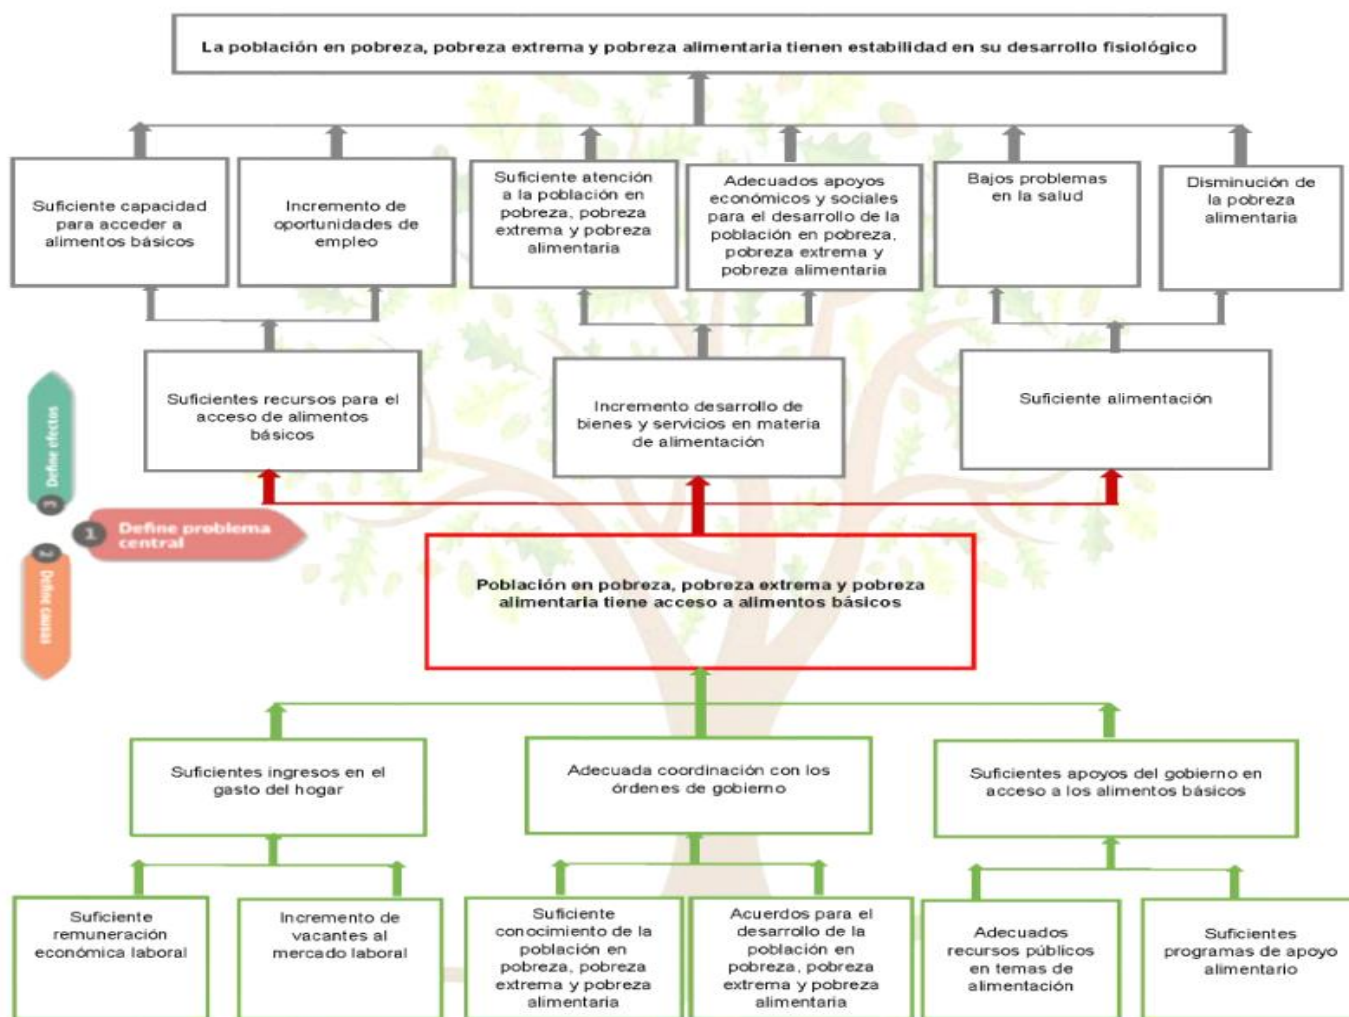 La población en pobreza, pobreza extrema y pobreza alimentaria tienen estabilidad en su desarrollo fisiológico
Suficiente capacidad
para acceder a
alimentos básicos
Incremento de
oportunidades de
empleo
Suficiente atención
a la población en
pobreza, pobreza
extrema y pobreza
alimentaria
Adecuados apoyos
económicos y sociales
para el desarrollo de la
población en pobreza,
pobreza extrema y
pobreza alimentaria
Bajos problemas
en la salud
Disminución de
la pobreza
alimentaria
Suficientes recursos para el
acceso de alimentos
básicos
Incremento desarrollo de
bienes y servicios en materia
de alimentación
Suficiente alimentación
3
Define efectos
1
Define problema
central
2
Define causas
Población en pobreza, pobreza extrema y pobreza
alimentaria tiene acceso a alimentos básicos
Suficientes ingresos en el
gasto del hogar
Adecuada coordinación con los
órdenes de gobierno
Suficientes apoyos del gobierno en
acceso a los alimentos básicos
Suficiente
remuneración
económica laboral
Incremento de
vacantes al
mercado laboral
Suficiente
conocimiento de la
población en
pobreza, pobreza
extrema y pobreza
alimentaria
Acuerdos para el
desarrollo de la
población en
pobreza, pobreza
extrema y pobreza
alimentaria
Adecuados
recursos públicos
en temas de
alimentación
Suficientes
programas de apoyo
alimentario